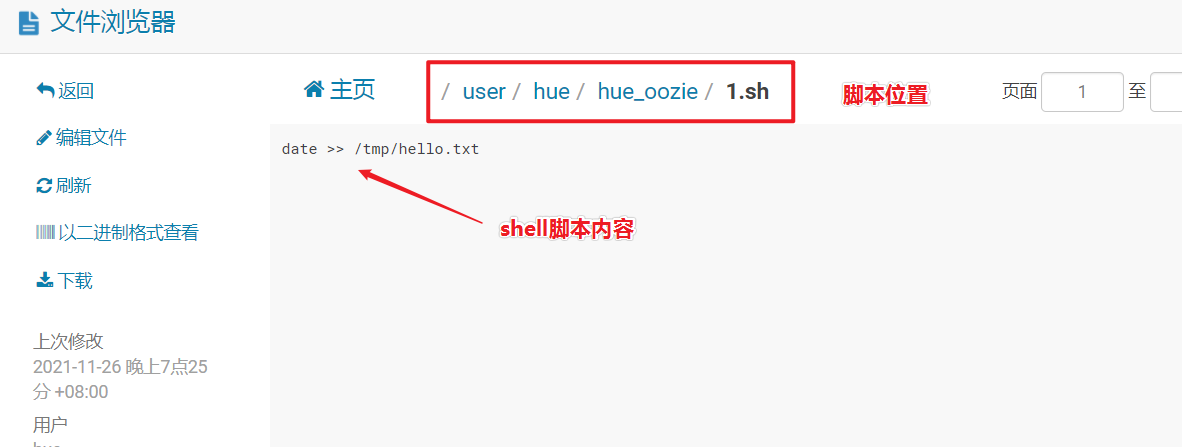 文件浏览器
返回
编辑文件
刷新
以二进制格式查看
下载
上次修改
2021-11-26 晚上7点25
分 +08:00
用户
主页
/ user / hue / hue_oozie / 1.sh
脚本位置
页面 1 至
date >> /tmp/hello.txt
shell脚本内容